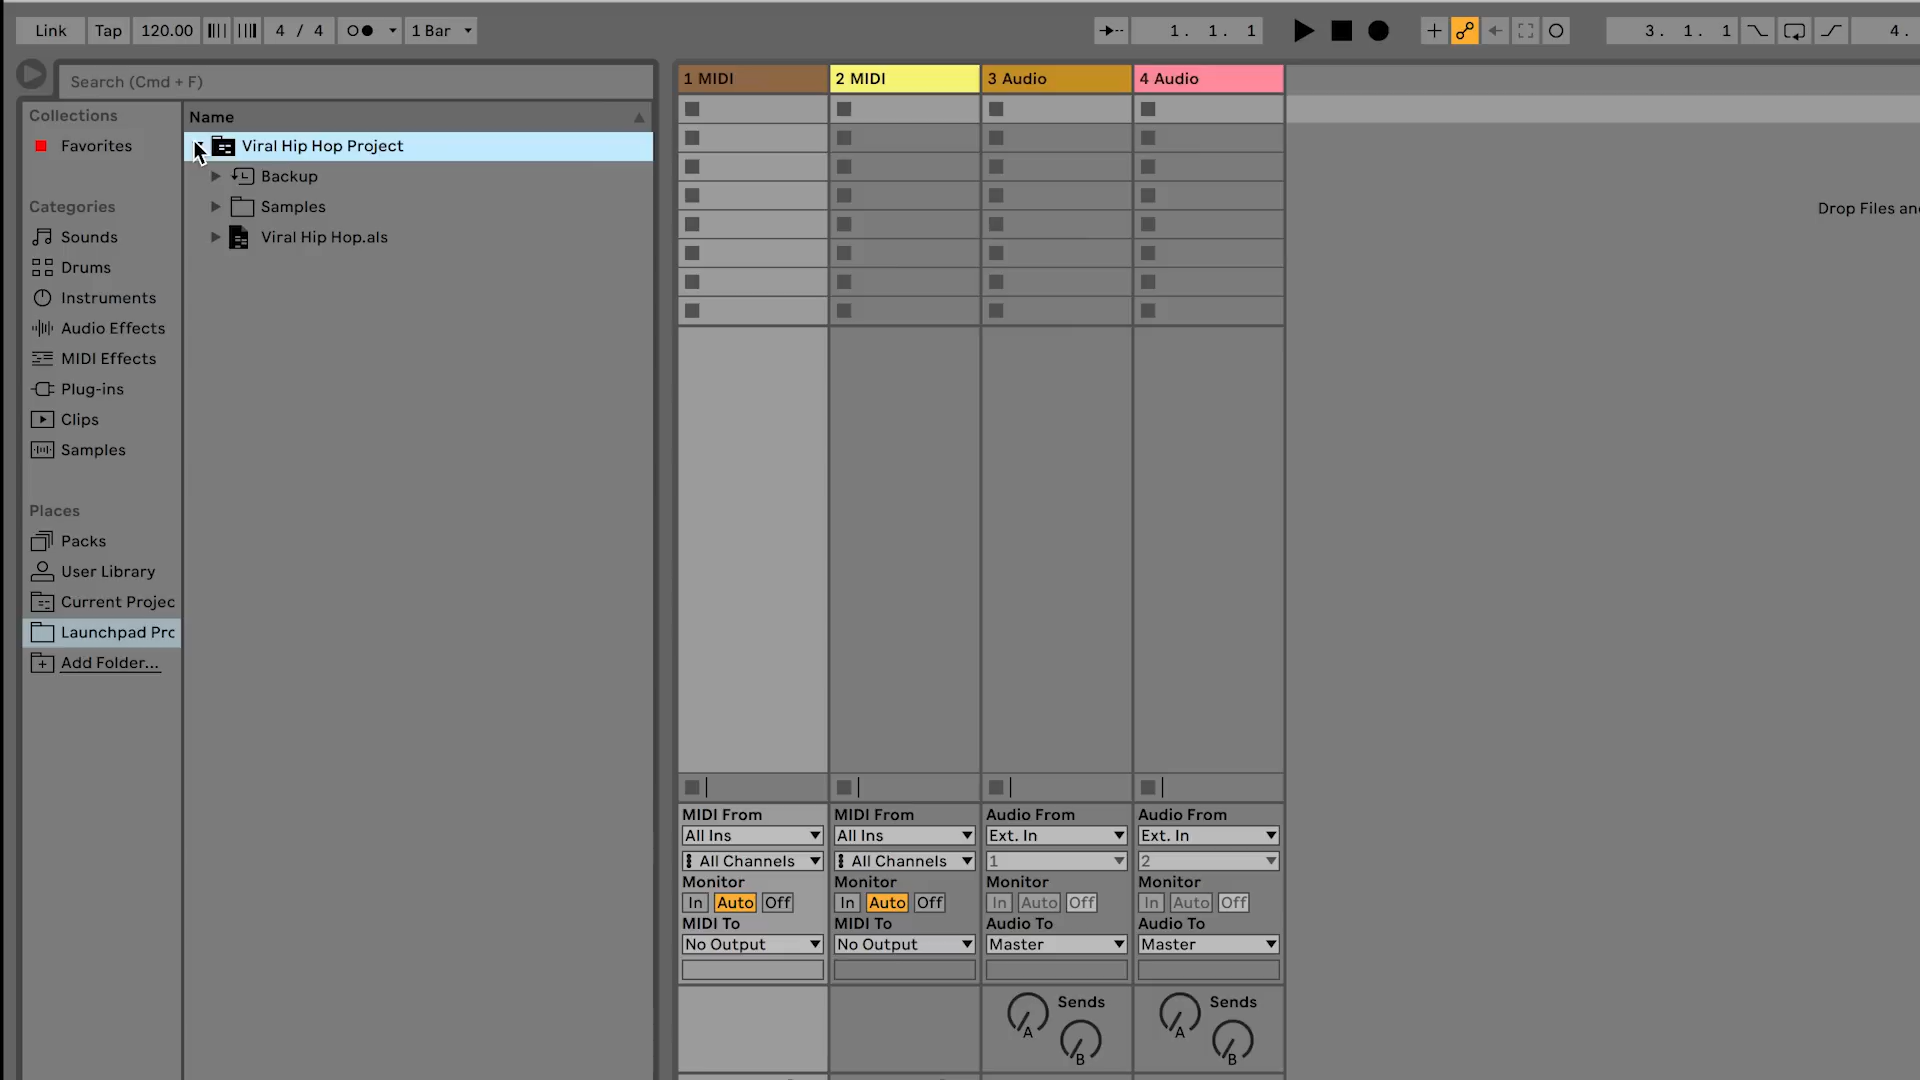 Link Tap 120.00 4 / 4 1 Bar 1. 1. 1 3. 1. 1 4.
Search (Cmd + F)
Collections
Favorites
Categories
Sounds
Drums
Instruments
Audio Effects
MIDI Effects
Plug-ins
Clips
Samples
Places
Packs
User Library
Current Projec
Launchpad Pro
Add Folder...
Name
Viral Hip Hop Project
Backup
Samples
Viral Hip Hop.als
1 MIDI 2 MIDI 3 Audio 4 Audio
Drop Files an
MIDI From MIDI From Audio From Audio From
All Ins All Ins Ext. In Ext. In
All Channels All Channels 1 2
Monitor Monitor Monitor Monitor
In Auto Off In Auto Off In Auto Off In Auto Off
MIDI To MIDI To Audio To Audio To
No Output No Output Master Master
Sends Sends
A A
B B